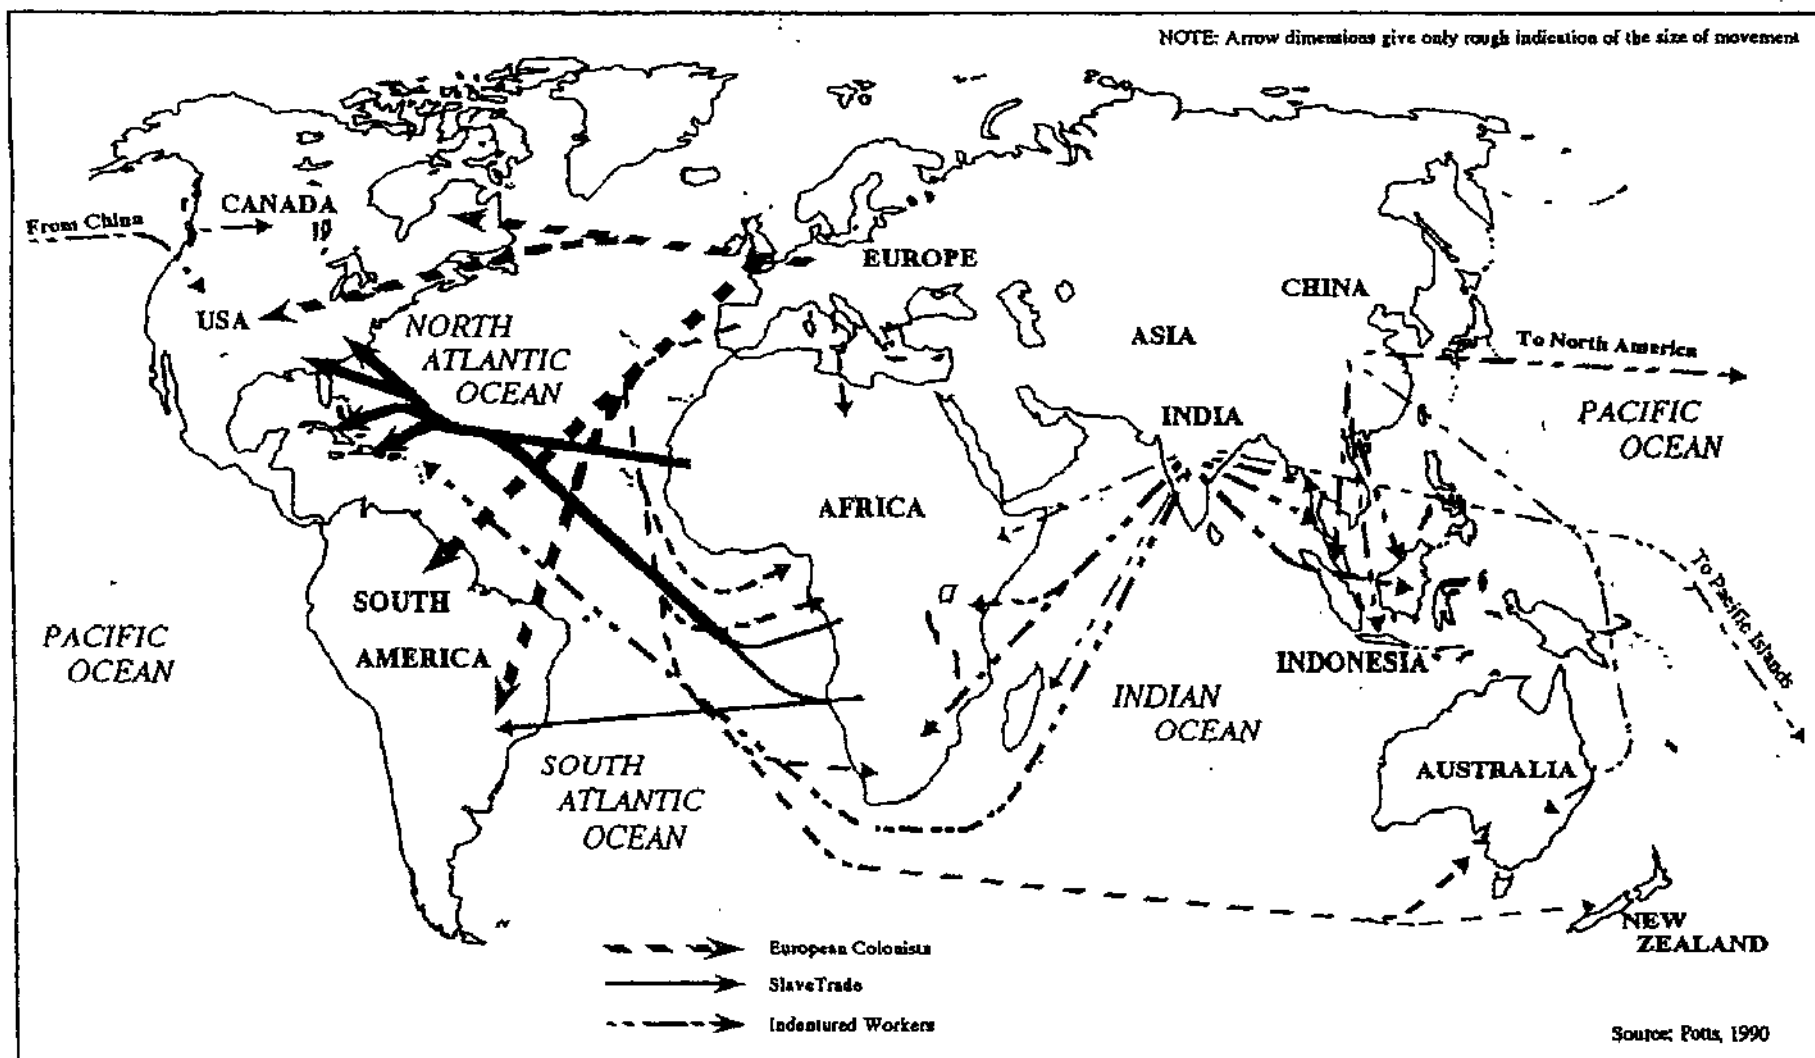 NOTE: Arrow dimensions give only rough indication of the size of movement
From China
CANADA
EUROPE
CHINA
USA
NORTH
ATLANTIC
OCEAN
ASIA
To North America
INDIA
PACIFIC
OCEAN
AFRICA
SOUTH
AMERICA
PACIFIC
OCEAN
INDONESIA
To Pacific Islands
INDIAN
OCEAN
SOUTH
ATLANTIC
OCEAN
AUSTRALIA
NEW
ZEALAND
European Colonists
Slave Trade
Indentured Workers
Source: Potts, 1990